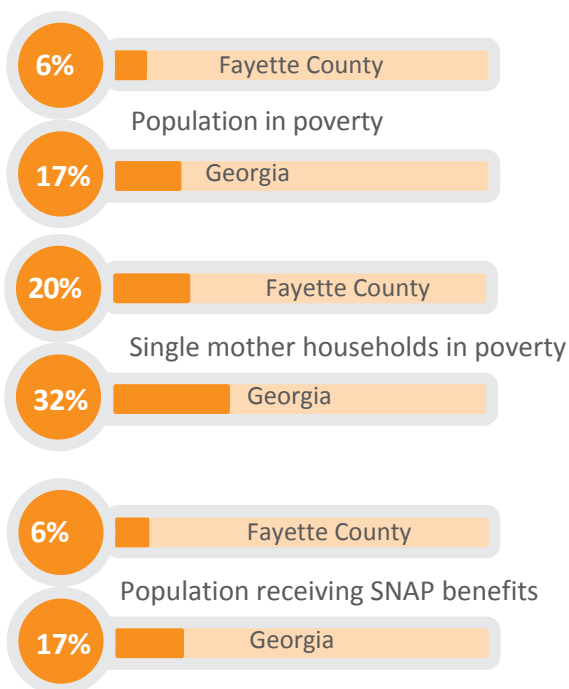 6% Fayette County
Population in poverty
17% Georgia
20% Fayette County
Single mother households in poverty
32% Georgia
6% Fayette County
Population receiving SNAP benefits
17% Georgia